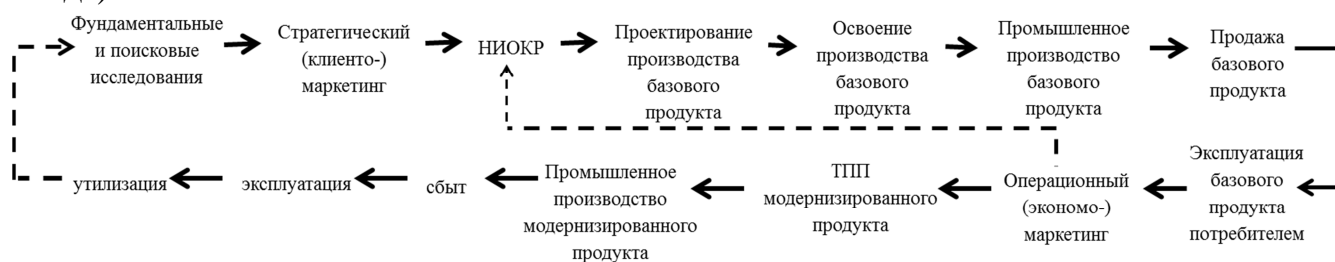 Фундаментальные
и поисковые
исследования
Стратегический
(клиенто-)
маркетинг
НИОКР
Проектирование
производства
базового
продукта
Освоение
производства
базового
продукта
Промышленное
производство
базового
продукта
Продажа
базового
продукта
Эксплуатация
базового
продукта
потребителем
Операционный
(экономо-)
маркетинг
ТПП
модернизированного
продукта
Промышленное
производство
модернизированного
продукта
сбыт
эксплуатация
утилизация